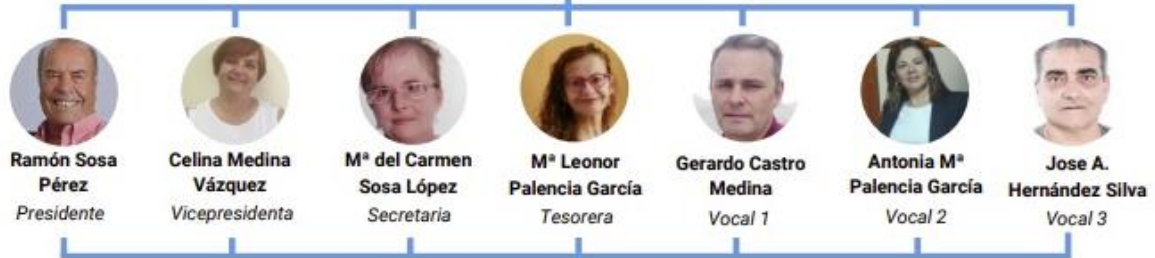 Ramón Sosa
Pérez
Presidente
Celina Medina
Vázquez
Vicepresidenta
Mª del Carmen
Sosa López
Secretaria
Mª Leonor
Palencia García
Tesorera
Gerardo Castro
Medina
Vocal 1
Antonia Mª
Palencia García
Vocal 2
Jose A.
Hernández Silva
Vocal 3